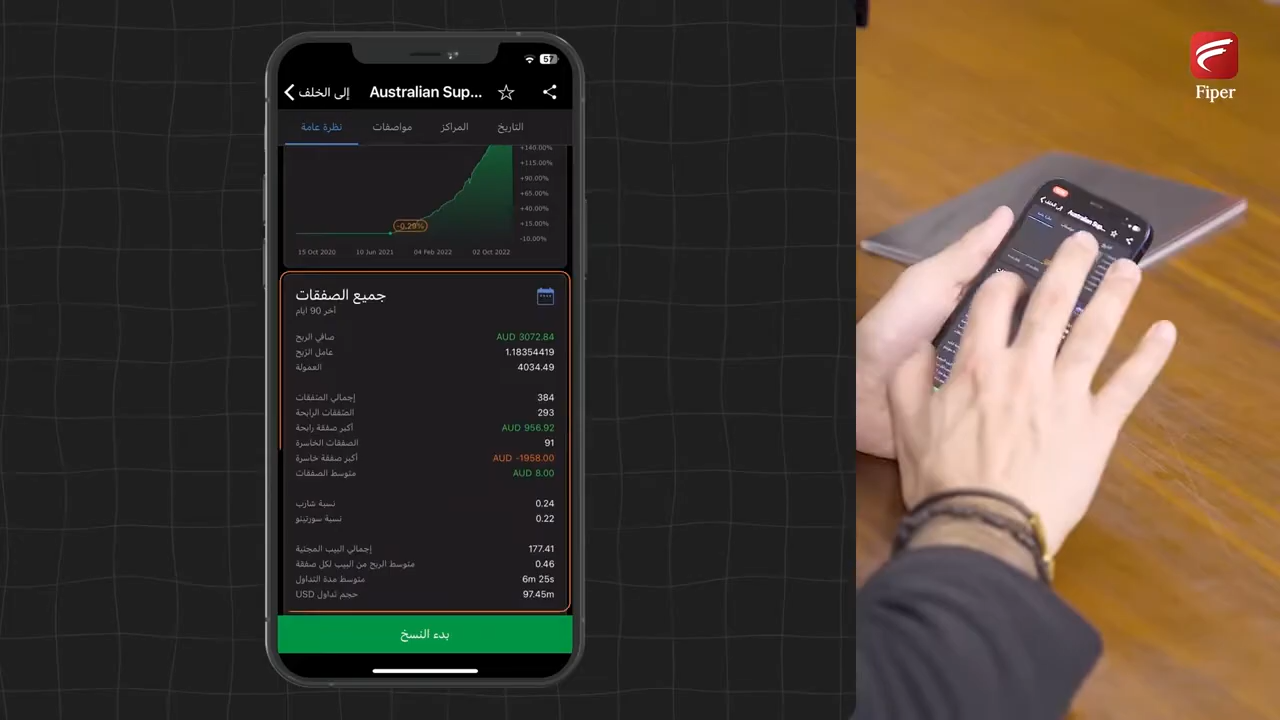 57
إلى الخلف
Australian Sup...
نظرة عامة
مواصفات
المراكز
التاريخ
+140.00%
+115.00%
+90.00%
+65.00%
+40.00%
+15.00%
-10.00%
-0.29%
15 Oct 2020
10 Jun 2021
04 Feb 2022
02 Oct 2022
جميع الصفقات
آخر 90 ايام
صافي الربح AUD 3072.84
عامل الربح 1.18354419
العمولة 4034.49
إجمالي الصفقات 384
الصفقات الرابحة 293
أكبر صفقة رابحة AUD 956.92
الصفقات الخاسرة 91
أكبر صفقة خاسرة AUD -1958.00
متوسط الصفقات AUD 8.00
نسبة شارب 0.24
نسبة سورتينو 0.22
إجمالي البيب المجنية 177.41
متوسط الربح من البيب لكل صفقة 0.46
متوسط مدة التداول 6m 25s
حجم تداول USD 97.45m
بدء النسخ
Fiper
Australian Sup...